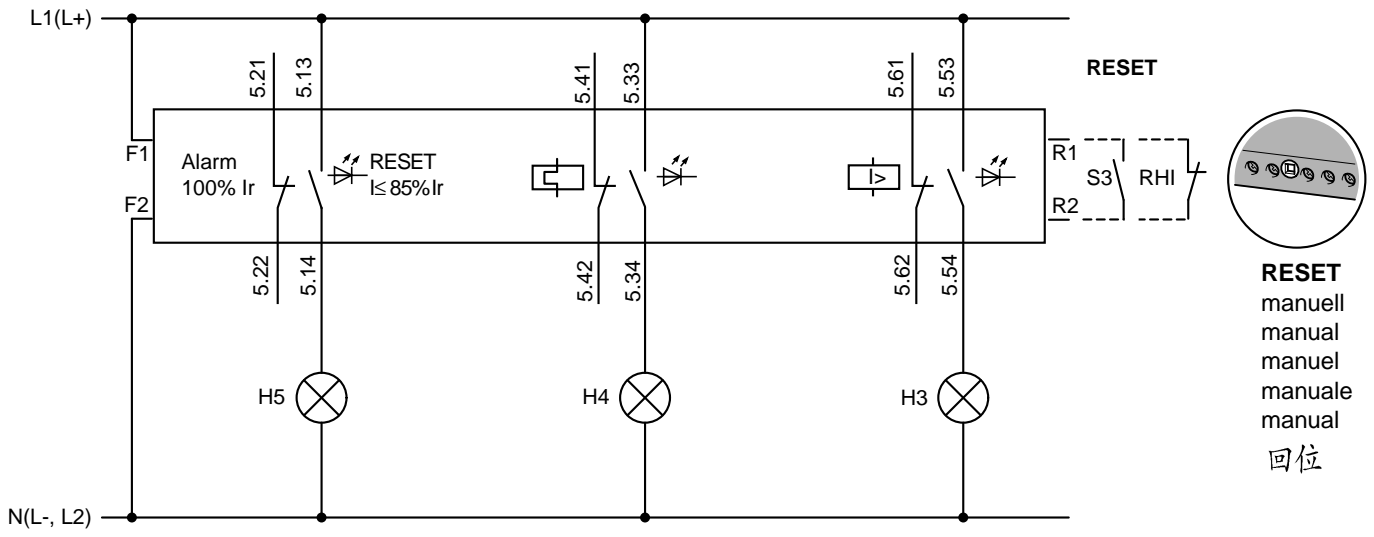 L1(L+)
5.21
5.13
5.41
5.33
5.61
5.53
RESET
F1
F2
Alarm
100% Ir
RESET
I≤ 85%Ir
I>
R1
R2
S3
RHI
5.22
5.14
5.42
5.34
5.62
5.54
H5
H4
H3
RESET
manuell
manual
manuel
manuale
manual
回位
N(L-, L2)